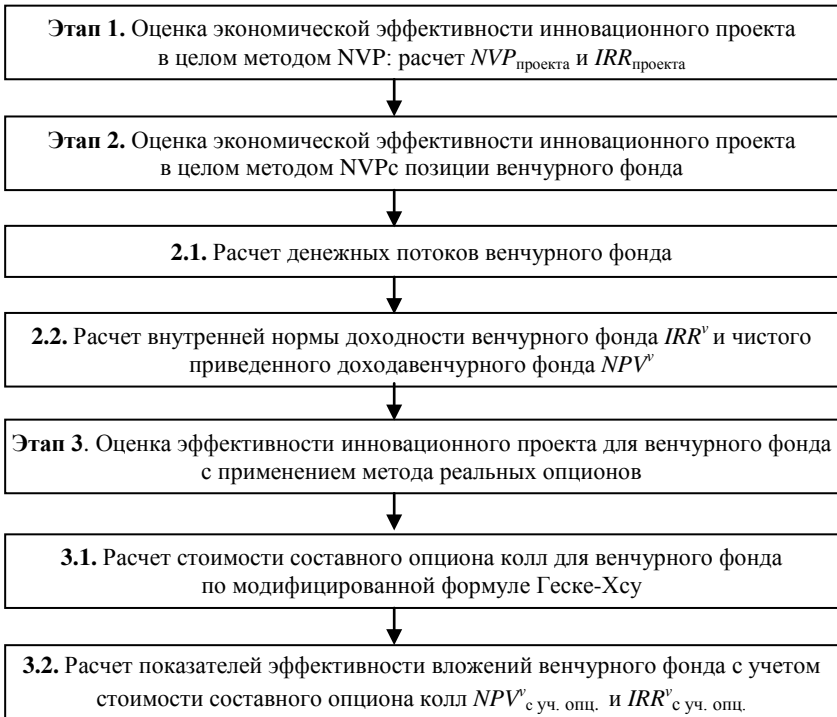 Этап 1. Оценка экономической эффективности инновационного проекта
в целом методом NVP: расчет NVPпроекта и IRRпроекта
Этап 2. Оценка экономической эффективности инновационного проекта
в целом методом NVPс позиции венчурного фонда
2.1. Расчет денежных потоков венчурного фонда
2.2. Расчет внутренней нормы доходности венчурного фонда IRRᵛ и чистого
приведенного доходавенчурного фонда NPVᵛ
Этап 3. Оценка эффективности инновационного проекта для венчурного фонда
с применением метода реальных опционов
3.1. Расчет стоимости составного опциона колл для венчурного фонда
по модифицированной формуле Геске-Хсу
3.2. Расчет показателей эффективности вложений венчурного фонда с учетом
стоимости составного опциона колл NPVᵛс уч. опц. и IRRᵛс уч. опц.